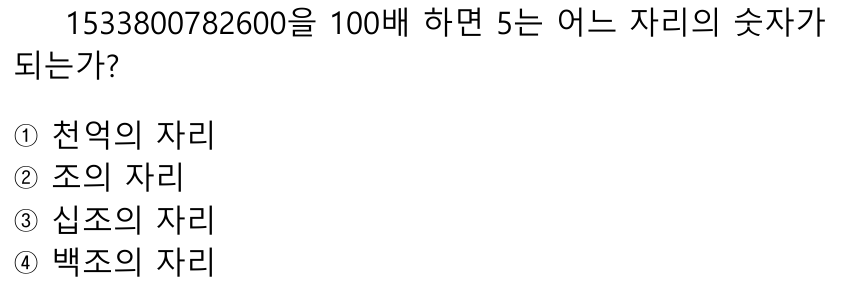 1533800782600을 100배 하면 5는 어느 자리의 숫자가
되는가?
① 천억의 자리
② 조의 자리
③ 십조의 자리
④ 백조의 자리